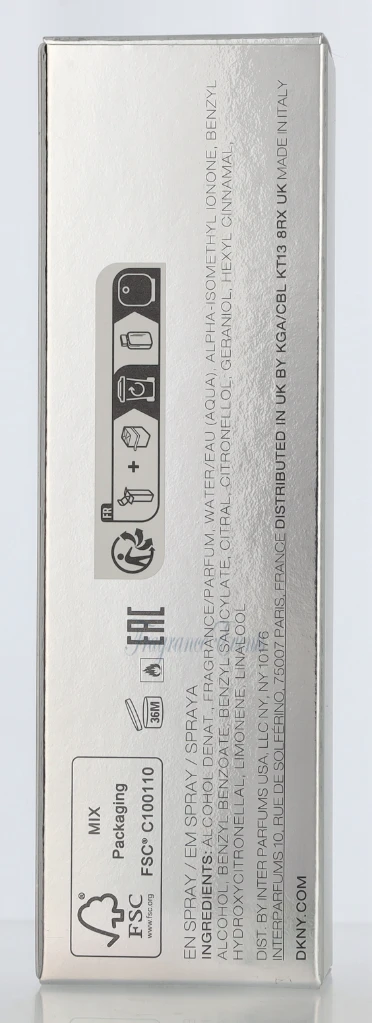 FSC
www.fsc.org
MIX
Packaging
FSC® C100110
36M
EAC
FR
+
EN SPRAY / EM SPRAY / SPRAYA
INGREDIENTS: ALCOHOL DENAT., FRAGRANCE/PARFUM, WATER/EAU (AQUA), ALPHA-ISOMETHYL IONONE, BENZYL
ALCOHOL, BENZYL BENZOATE, BENZYL SALICYLATE, CITRAL, CITRONELLOL, GERANIOL, HEXYL CINNAMAL,
HYDROXYCITRONELLAL, LIMONENE, LINALOOL
DIST. BY INTER PARFUMS USA, LLC NY, NY 10176
INTERPARFUMS 10, RUE DE SOLFÉRINO, 75007 PARIS, FRANCE DISTRIBUTED IN UK BY KGA/CBL KT13 8RX UK MADE IN ITALY
DKNY.COM
Fragrance